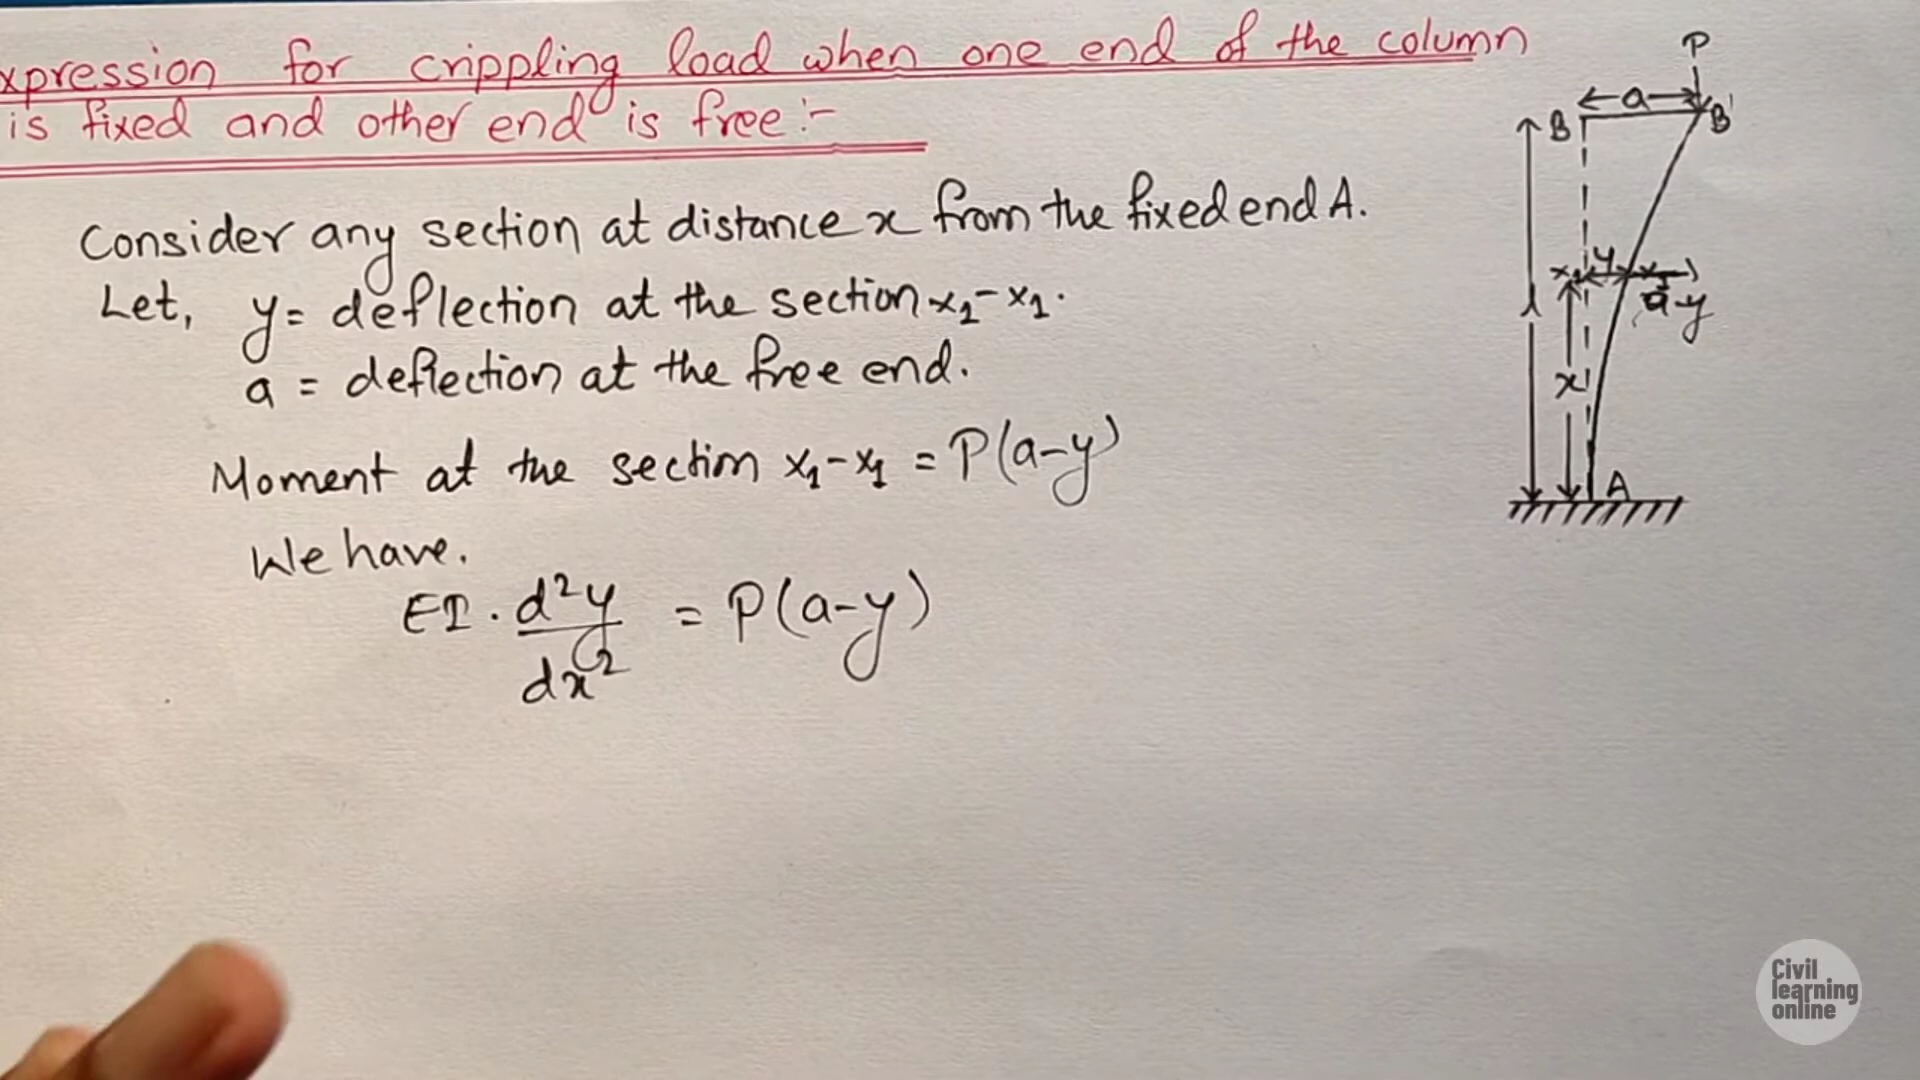 xpression for crippling load when one end of the column
is fixed and other end is free :-
Consider any section at distance x from the fixed end A.
Let, y = deflection at the section x₁-x₁.
a = deflection at the free end.
Moment at the section x₁-x₁ = P(a-y)
We have.
EI · d²y/dx² = P(a-y)
P
a
B B'
x y x
a-y
l
x
A
Civil
learning
online